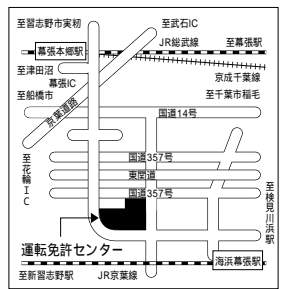 至習志野市実籾
至武石IC
幕張本郷駅
JR総武線
至幕張駅
至津田沼
幕張IC
京成千葉線
至船橋市
至千葉市稲毛
京葉道路
国道14号
国道357号
至花輪IC
東関道
国道357号
至検見川浜駅
運転免許センター
海浜幕張駅
至新習志野駅
JR京葉線